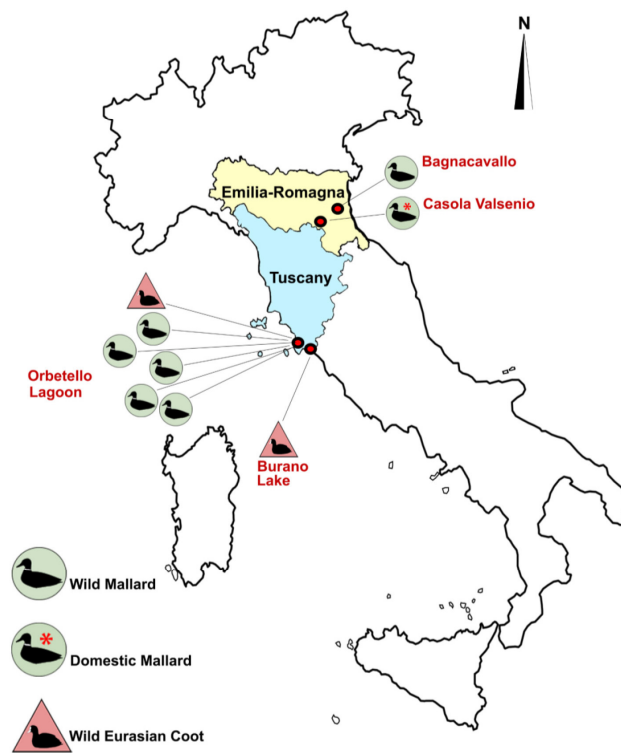 N
Bagnacavallo
Emilia-Romagna
Casola Valsenio
*
Tuscany
Orbetello
Lagoon
Burano
Lake
Wild Mallard
*
Domestic Mallard
Wild Eurasian Coot